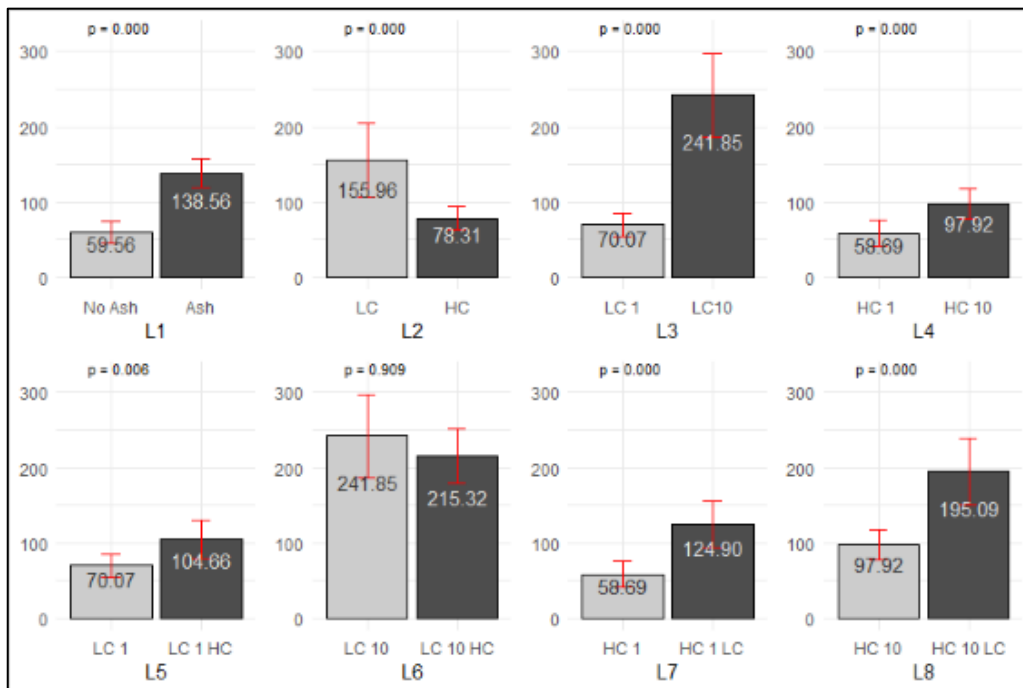 p = 0.000
300
200
100
0
59.56
138.56
No Ash Ash
L1
p = 0.000
300
200
100
0
155.96
78.31
LC HC
L2
p = 0.000
300
200
100
0
70.07
241.85
LC 1 LC10
L3
p = 0.000
300
200
100
0
58.69
97.92
HC 1 HC 10
L4
p = 0.006
300
200
100
0
70.07
104.66
LC 1 LC 1 HC
L5
p = 0.909
300
200
100
0
241.85
215.32
LC 10 LC 10 HC
L6
p = 0.000
300
200
100
0
58.69
124.90
HC 1 HC 1 LC
L7
p = 0.000
300
200
100
0
97.92
195.09
HC 10 HC 10 LC
L8